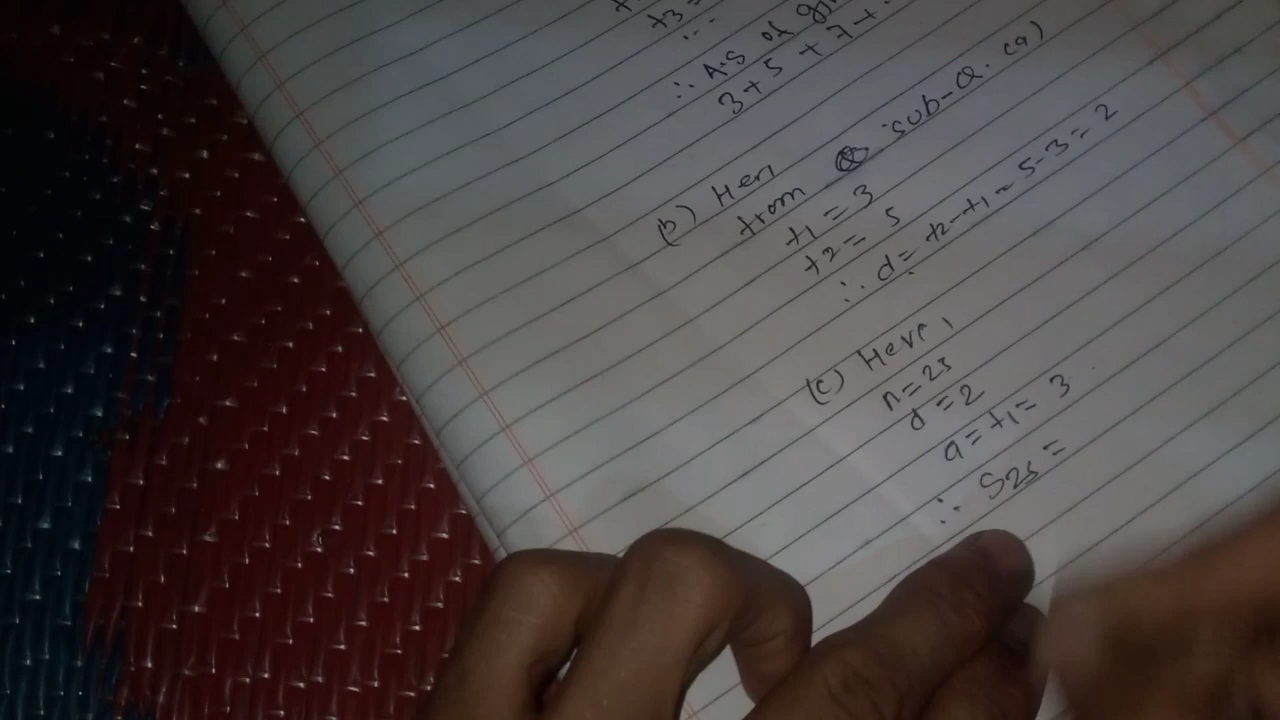 t3=
∴
∴ A.S of
3+5 +7+.
(b) Here
from sub-Q. (a)
t1 = 3
t2 = 5
∴ d = t2-t1 = 5-3 = 2
(c) Here,
n=25
d=2
a = t1 = 3
∴ S25 =